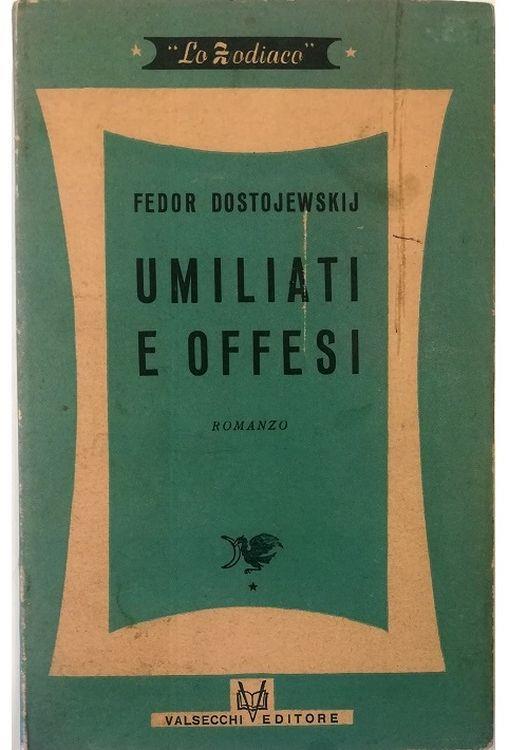 "Lo Zodiaco"
FEDOR DOSTOJEWSKIJ
UMILIATI
E OFFESI
ROMANZO
VALSECCHI EDITORE